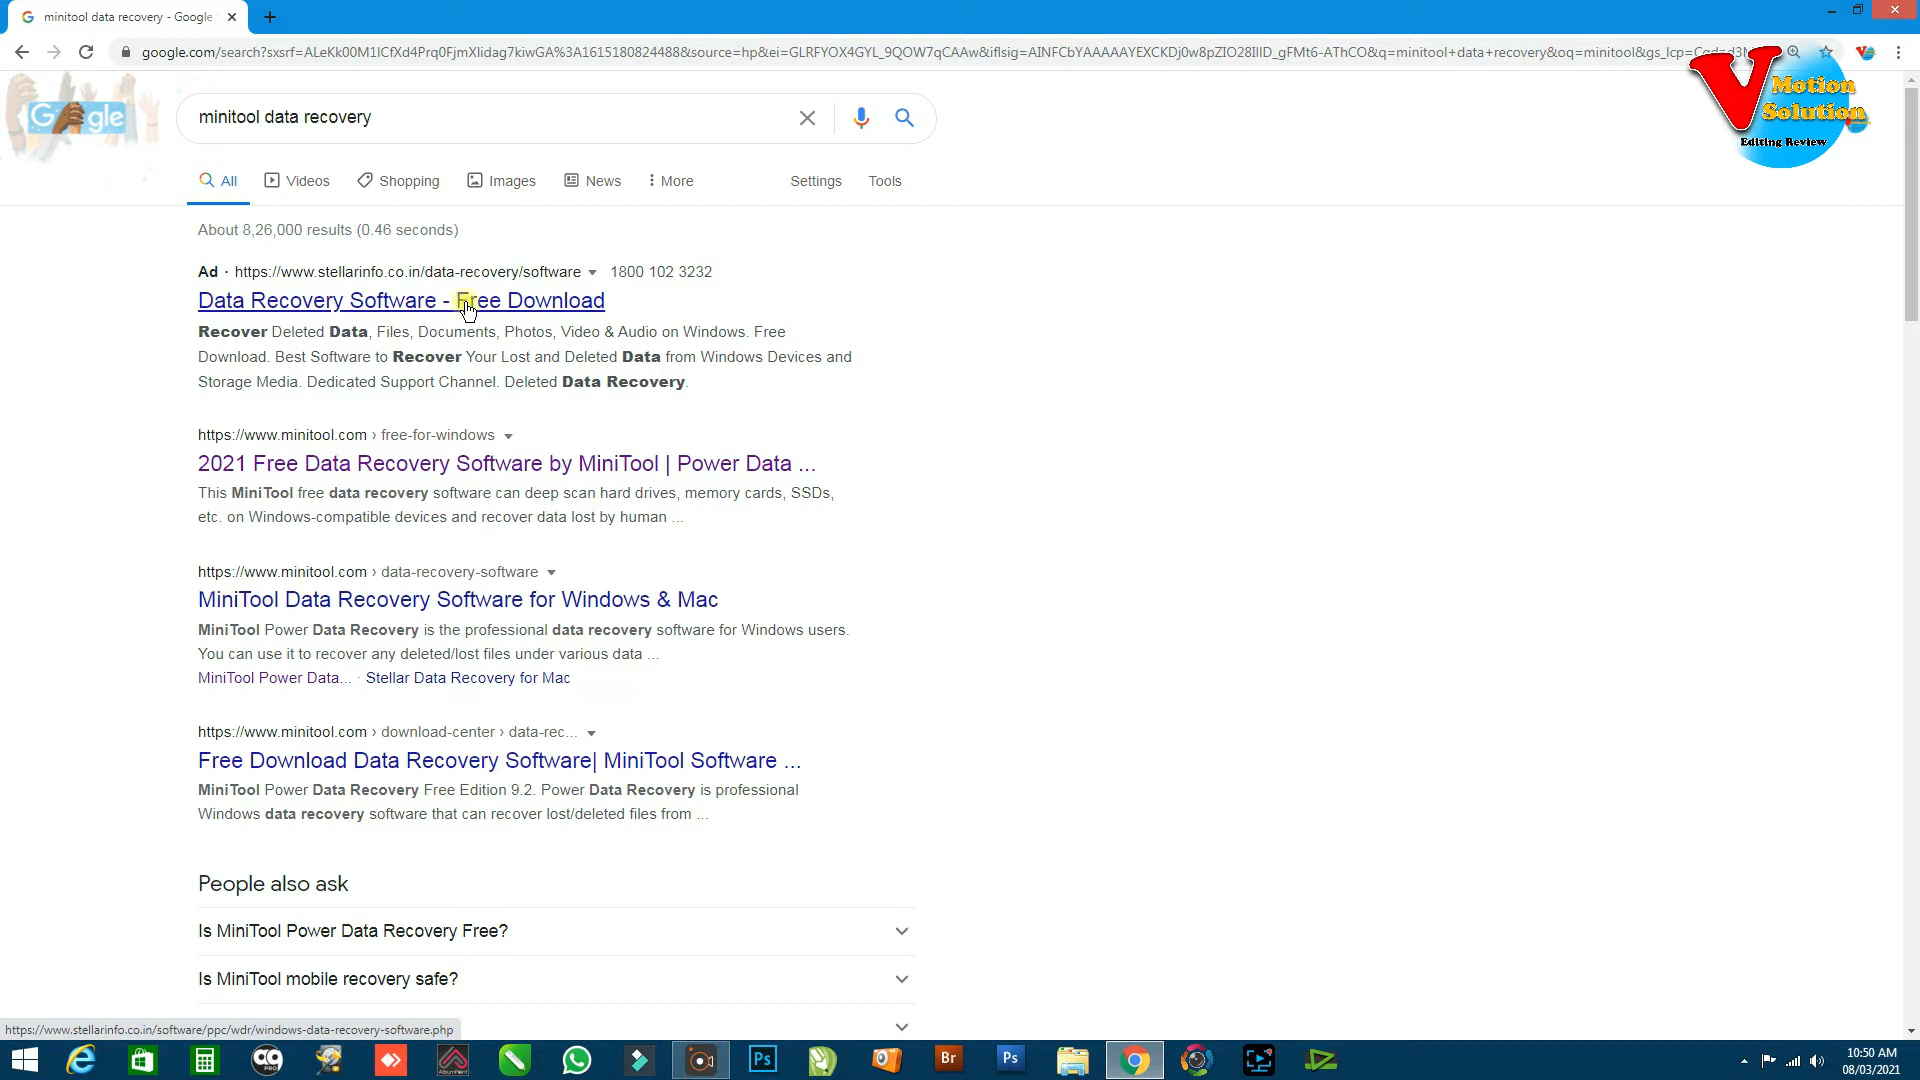 minitool data recovery - Google
google.com/search?sxsrf=ALeKk00M1ICfXd4Prq0FjmXlidag7kiwGA%3A1615180824488&source=hp&ei=GLRFYOX4GYL_9QOW7qCAAw&iflsig=AINFCbYAAAAAYEXCKDj0w8pZIO28IlID_gFMt6-AThCO&q=minitool+data+recovery&oq=minitool&gs_lcp=
V Motion
Solution
Editing Review
Google
minitool data recovery
All Videos Shopping Images News More Settings Tools
About 8,26,000 results (0.46 seconds)
Ad · https://www.stellarinfo.co.in/data-recovery/software 1800 102 3232
Data Recovery Software - Free Download
Recover Deleted Data, Files, Documents, Photos, Video & Audio on Windows. Free
Download. Best Software to Recover Your Lost and Deleted Data from Windows Devices and
Storage Media. Dedicated Support Channel. Deleted Data Recovery.
https://www.minitool.com › free-for-windows
2021 Free Data Recovery Software by MiniTool | Power Data ...
This MiniTool free data recovery software can deep scan hard drives, memory cards, SSDs,
etc. on Windows-compatible devices and recover data lost by human ...
https://www.minitool.com › data-recovery-software
MiniTool Data Recovery Software for Windows & Mac
MiniTool Power Data Recovery is the professional data recovery software for Windows users.
You can use it to recover any deleted/lost files under various data ...
MiniTool Power Data... · Stellar Data Recovery for Mac
https://www.minitool.com › download-center › data-rec...
Free Download Data Recovery Software| MiniTool Software ...
MiniTool Power Data Recovery Free Edition 9.2. Power Data Recovery is professional
Windows data recovery software that can recover lost/deleted files from ...
People also ask
Is MiniTool Power Data Recovery Free?
Is MiniTool mobile recovery safe?
https://www.stellarinfo.co.in/software/ppc/wdr/windows-data-recovery-software.php
PRO
Ps
Br
Ps
10:50 AM
08/03/2021